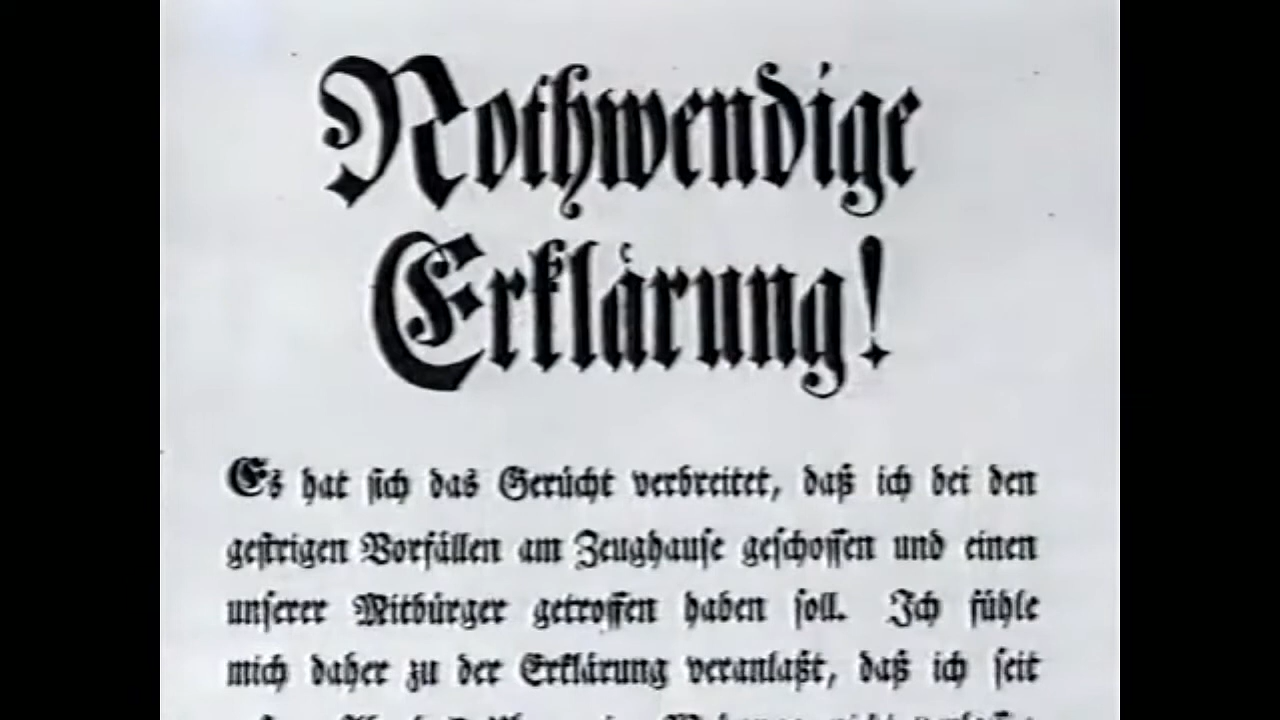 Nothwendige
Erklärung!
Es hat sich das Gerücht verbreitet, daß ich bei den
gestrigen Vorfällen am Zeughause geschossen und einen
unserer Mitbürger getroffen haben soll. Ich fühle
mich daher zu der Erklärung veranlaßt, daß ich seit